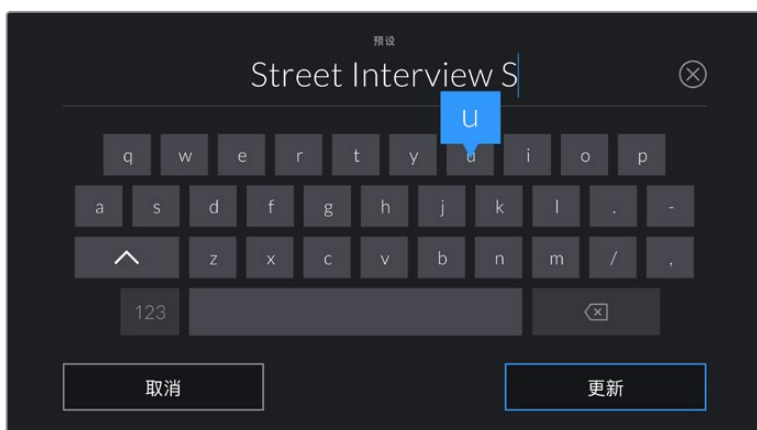 预设
Street Interview S
u
q w e r t y u i o p
a s d f g h j k l . -
z x c v b n m / ,
123
取消 更新